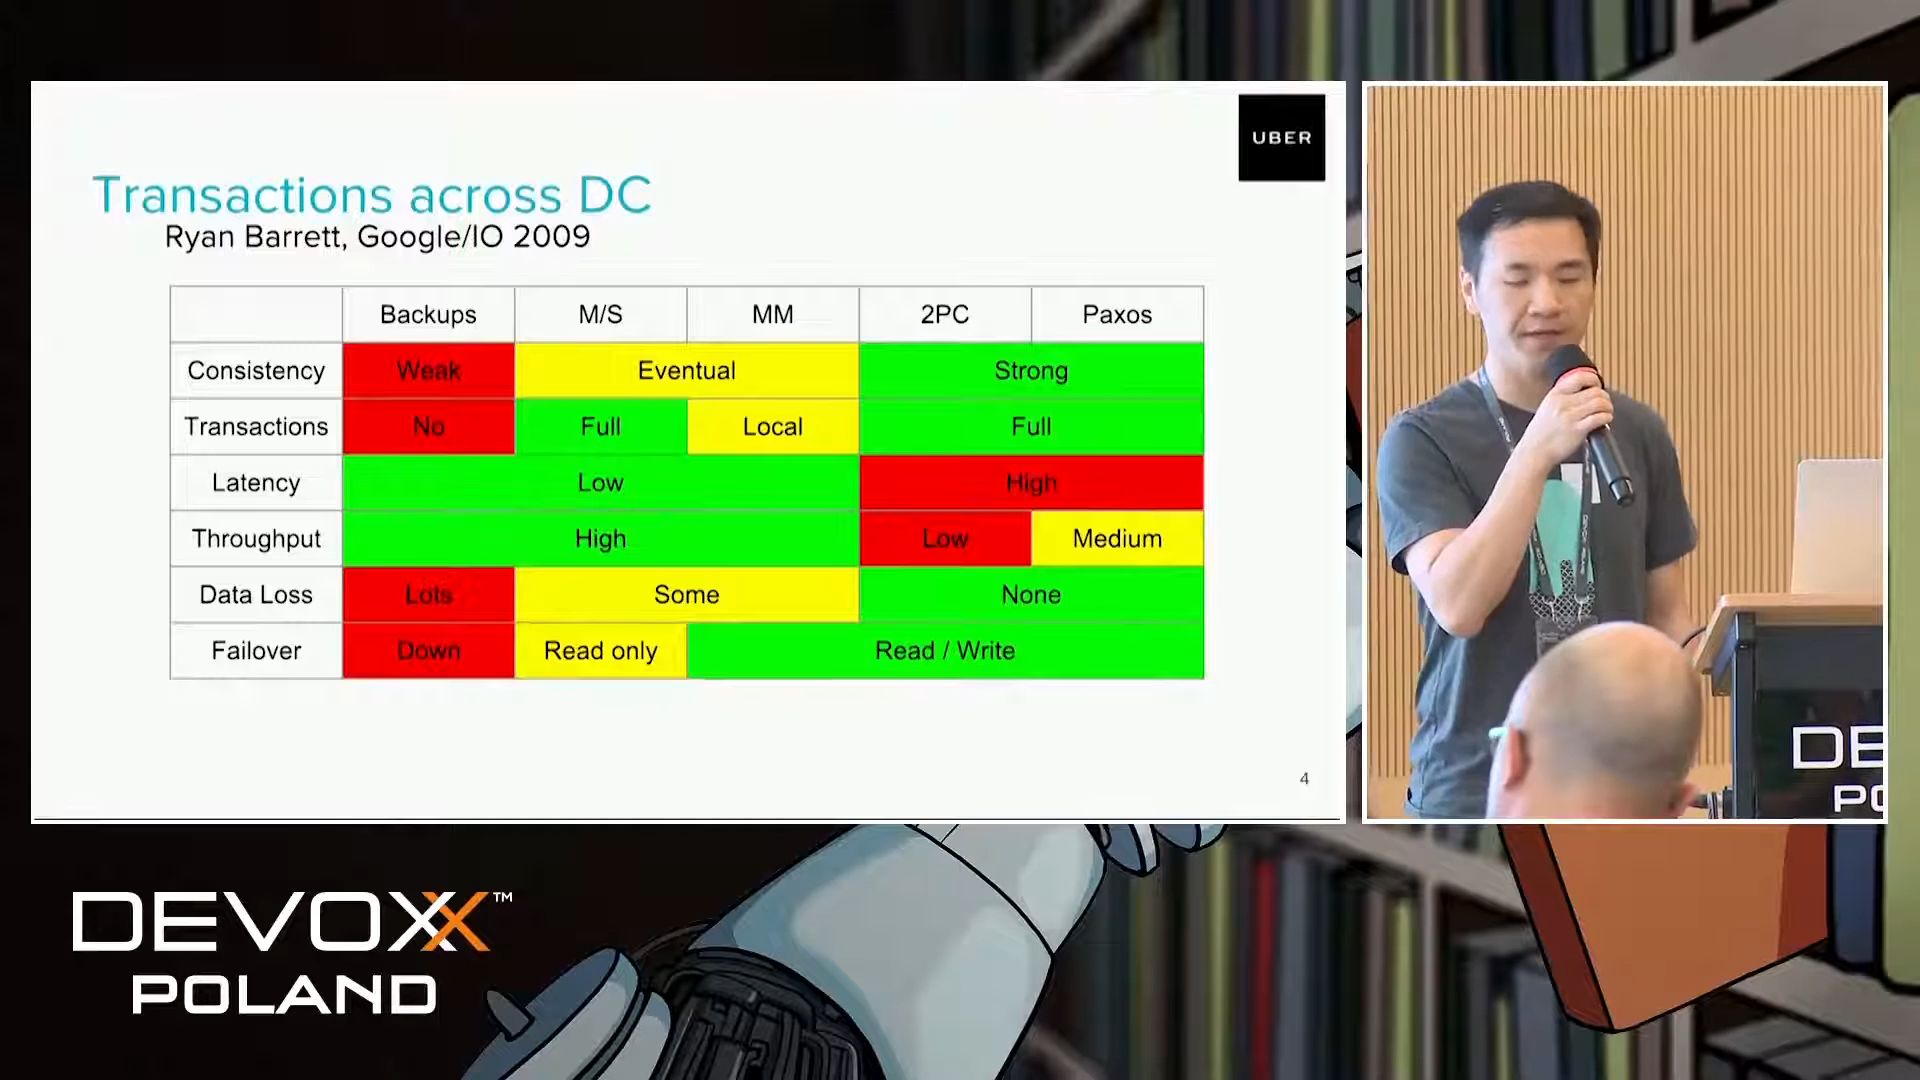 UBER
Transactions across DC
Ryan Barrett, Google/IO 2009
Backups M/S MM 2PC Paxos
Consistency Weak Eventual Strong
Transactions No Full Local Full
Latency Low High
Throughput High Low Medium
Data Loss Lots Some None
Failover Down Read only Read / Write
4
DE
PO
DEVOXX™
POLAND